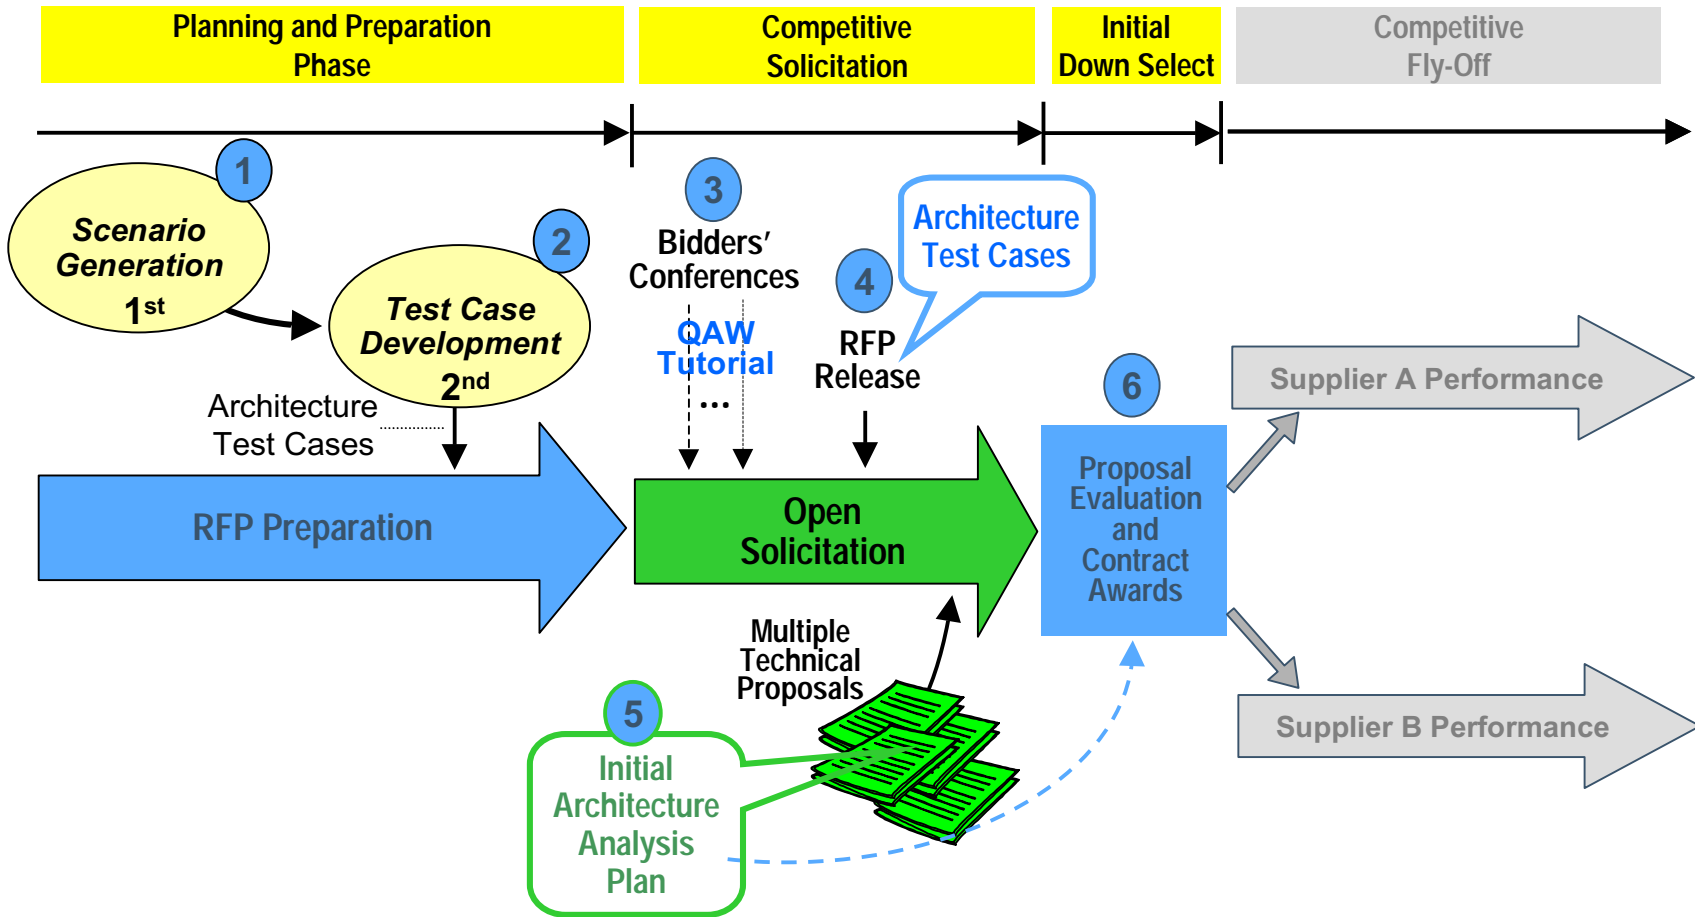 Planning and Preparation
Phase
Competitive
Solicitation
Initial
Down Select
Competitive
Fly-Off
1
Scenario
Generation
1st
2
Test Case
Development
2nd
Architecture
Test Cases
RFP Preparation
3
Bidders’
Conferences
QAW
Tutorial
...
4
RFP
Release
Architecture
Test Cases
Open
Solicitation
Multiple
Technical
Proposals
5
Initial
Architecture
Analysis
Plan
6
Proposal
Evaluation
and
Contract
Awards
Supplier A Performance
Supplier B Performance